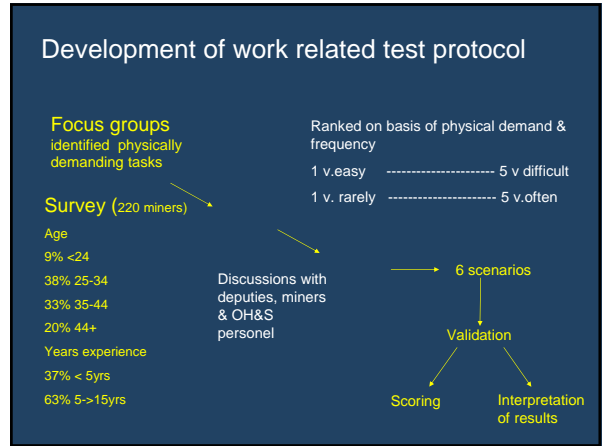 Development of work related test protocol
Focus groups
identified physically
demanding tasks
Survey (220 miners)
Age
9% <24
38% 25-34
33% 35-44
20% 44+
Years experience
37% < 5yrs
63% 5->15yrs
Ranked on basis of physical demand &
frequency
1 v.easy ---------------------- 5 v difficult
1 v. rarely ---------------------- 5 v.often
Discussions with
deputies, miners
& OH&S
personel
6 scenarios
Validation
Scoring
Interpretation
of results